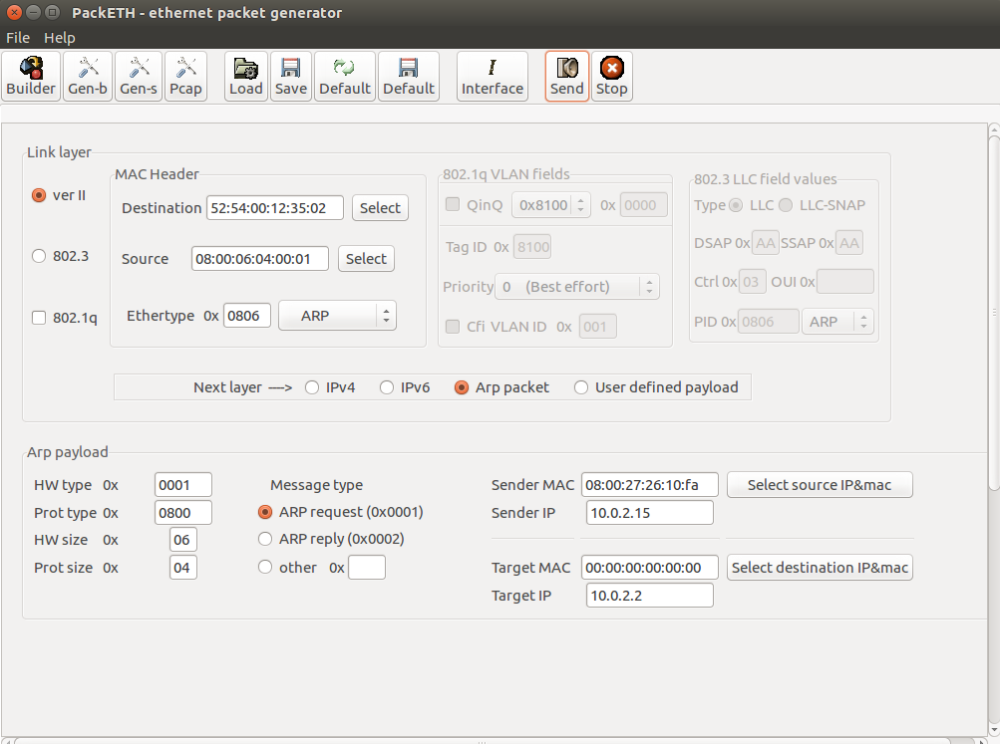 PackETH - ethernet packet generator
File Help
Builder Gen-b Gen-s Pcap Load Save Default Default Interface Send Stop
Link layer
ver II
802.3
802.1q
MAC Header
Destination 52:54:00:12:35:02 Select
Source 08:00:06:04:00:01 Select
Ethertype 0x 0806 ARP
802.1q VLAN fields
QinQ 0x8100 0x 0000
Tag ID 0x 8100
Priority 0 (Best effort)
Cfi VLAN ID 0x 001
802.3 LLC field values
Type LLC LLC-SNAP
DSAP 0x AA SSAP 0x AA
Ctrl 0x 03 OUI 0x
PID 0x 0806 ARP
Next layer ----> IPv4 IPv6 Arp packet User defined payload
Arp payload
HW type 0x 0001
Prot type 0x 0800
HW size 0x 06
Prot size 0x 04
Message type
ARP request (0x0001)
ARP reply (0x0002)
other 0x
Sender MAC 08:00:27:26:10:fa Select source IP&mac
Sender IP 10.0.2.15
Target MAC 00:00:00:00:00:00 Select destination IP&mac
Target IP 10.0.2.2